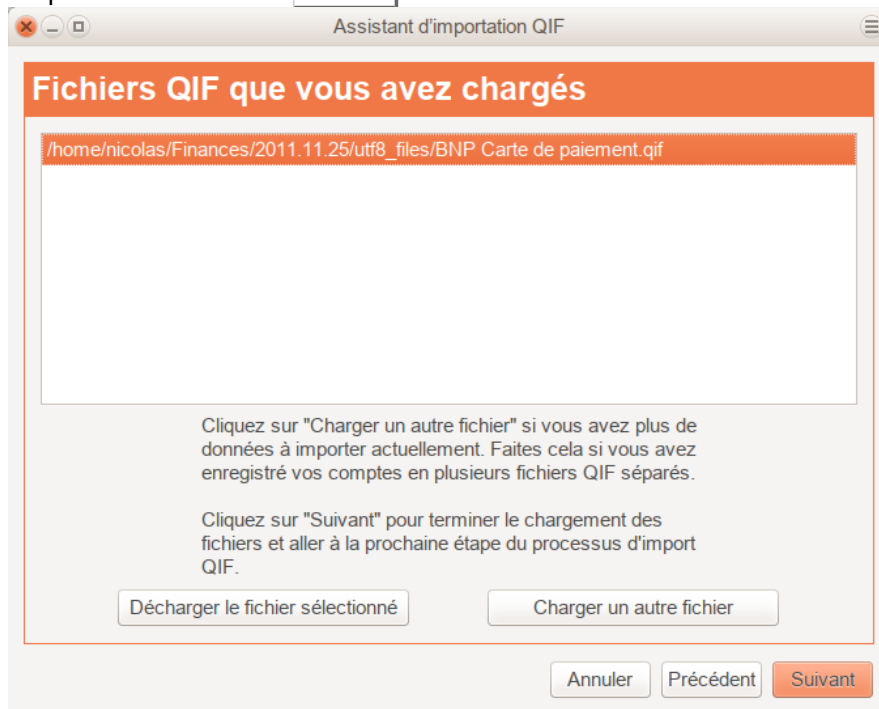 Assistant d'importation QIF
Fichiers QIF que vous avez chargés
/home/nicolas/Finances/2011.11.25/utf8_files/BNP Carte de paiement.qif
Cliquez sur "Charger un autre fichier" si vous avez plus de
données à importer actuellement. Faites cela si vous avez
enregistré vos comptes en plusieurs fichiers QIF séparés.
Cliquez sur "Suivant" pour terminer le chargement des
fichiers et aller à la prochaine étape du processus d'import
QIF.
Décharger le fichier sélectionné
Charger un autre fichier
Annuler
Précédent
Suivant